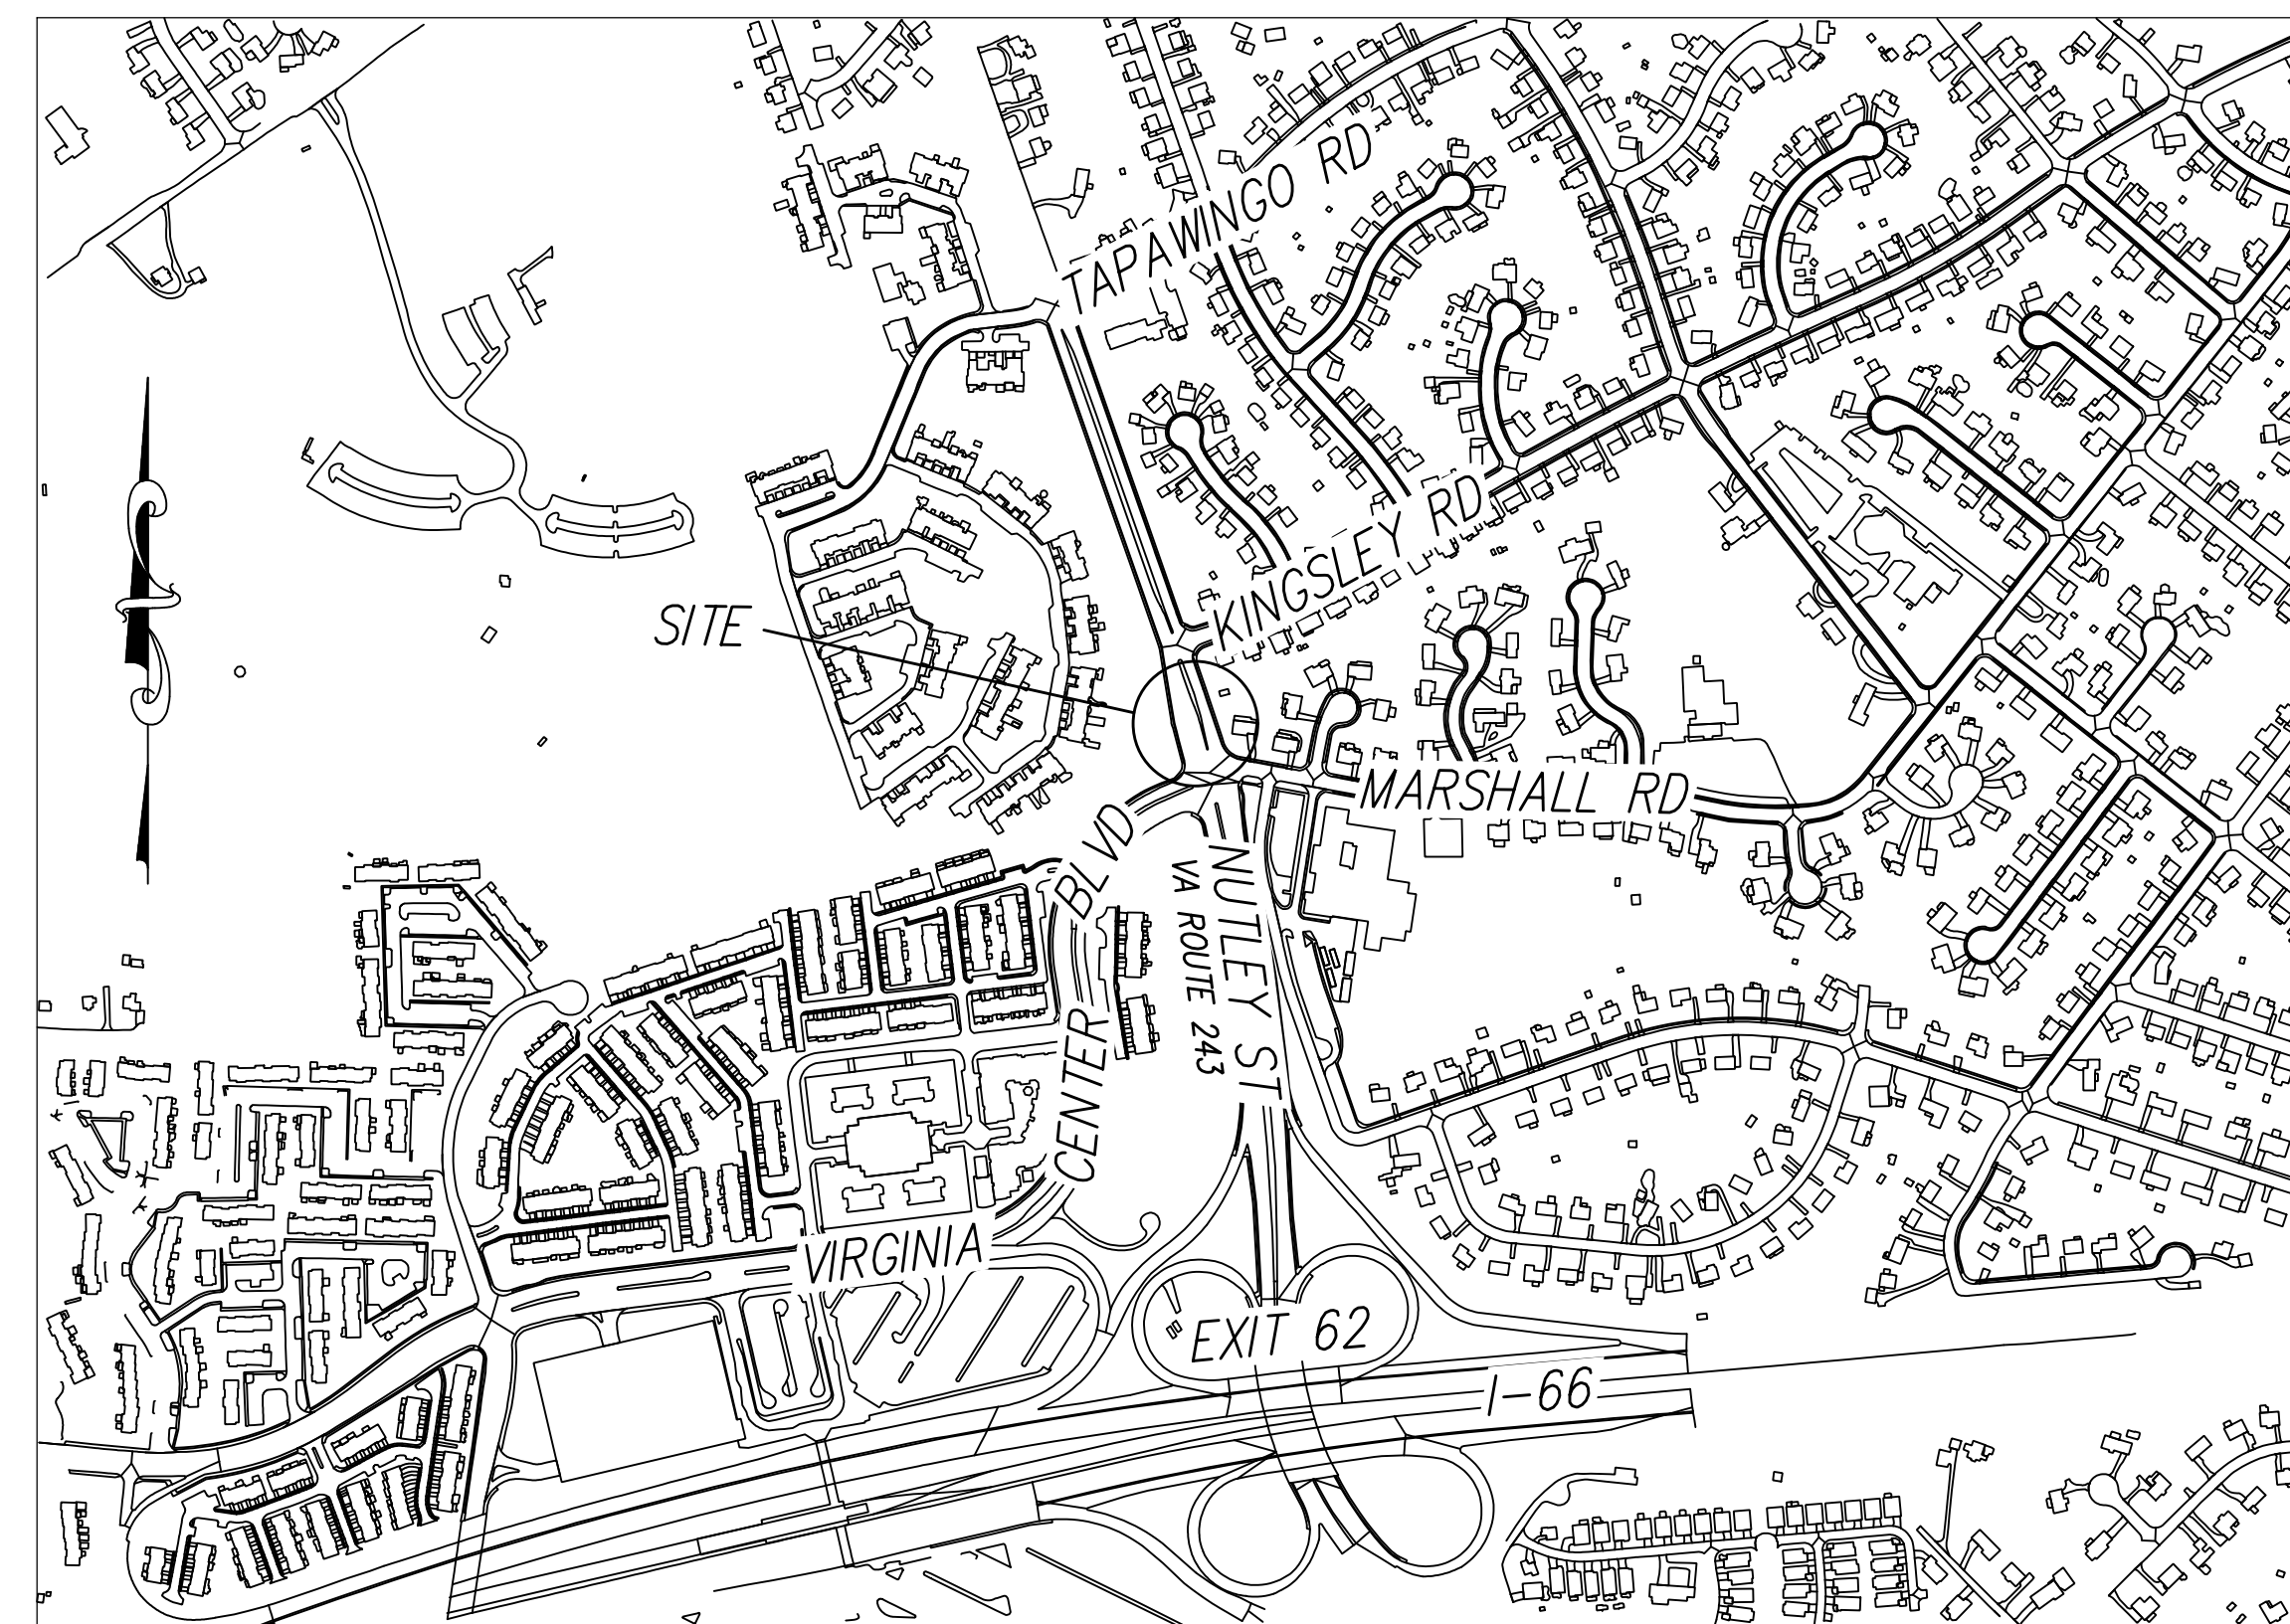 TAPAWINGO RD
KINGSLEY RD
SITE
MARSHALL RD
NUTLEY ST
VA ROUTE 243
VIRGINIA CENTER BLVD
EXIT 62
I-66